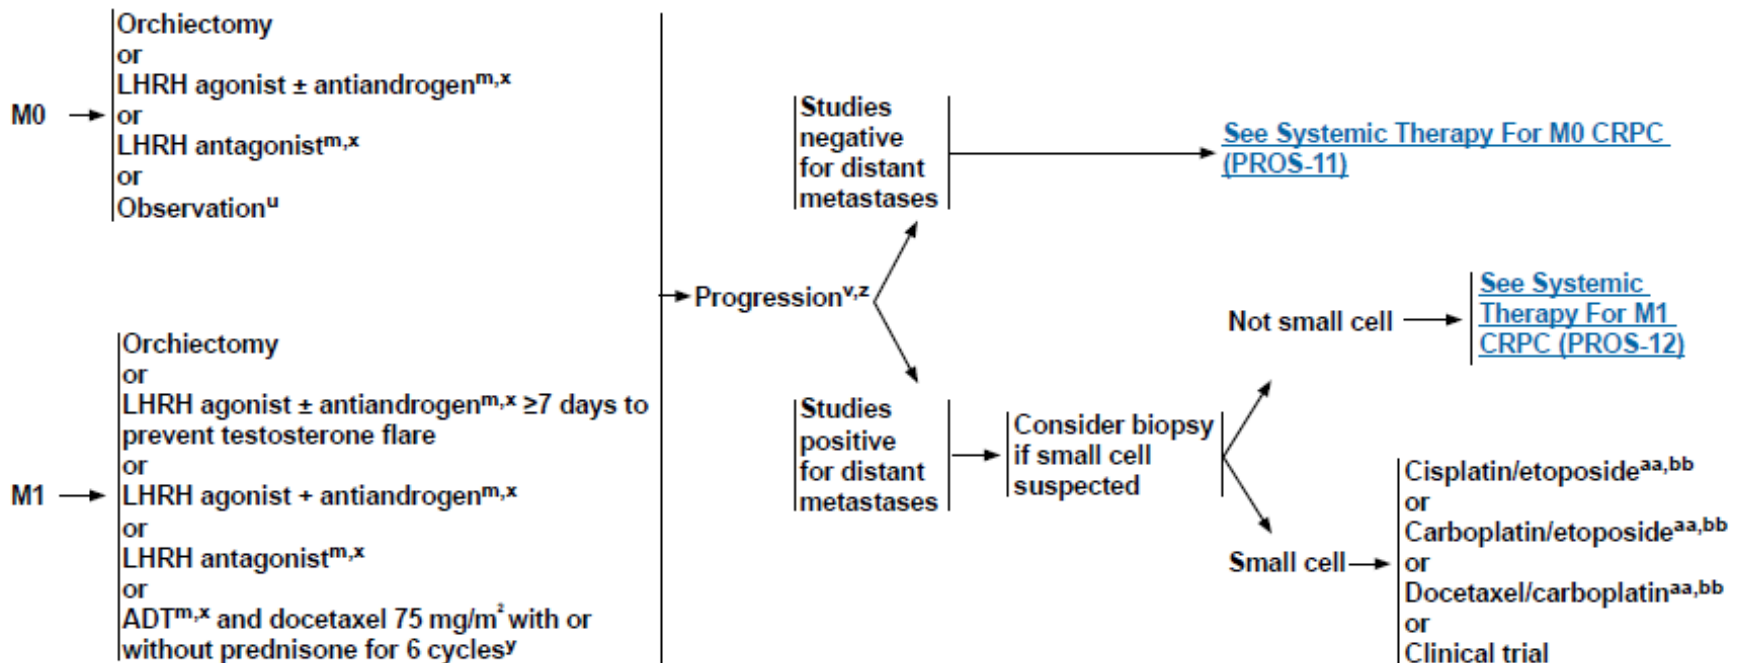 M0
Orchiectomy
or
LHRH agonist ± antiandrogenm,x
or
LHRH antagonistm,x
or
Observationu
M1
Orchiectomy
or
LHRH agonist ± antiandrogenm,x ≥7 days to
prevent testosterone flare
or
LHRH agonist + antiandrogenm,x
or
LHRH antagonistm,x
or
ADTm,x and docetaxel 75 mg/m² with or
without prednisone for 6 cyclesy
Progressionv,z
Studies
negative
for distant
metastases
See Systemic Therapy For M0 CRPC
(PROS-11)
Studies
positive
for distant
metastases
Consider biopsy
if small cell
suspected
Not small cell
See Systemic
Therapy For M1
CRPC (PROS-12)
Small cell
Cisplatin/etoposideaa,bb
or
Carboplatin/etoposideaa,bb
or
Docetaxel/carboplatinaa,bb
or
Clinical trial